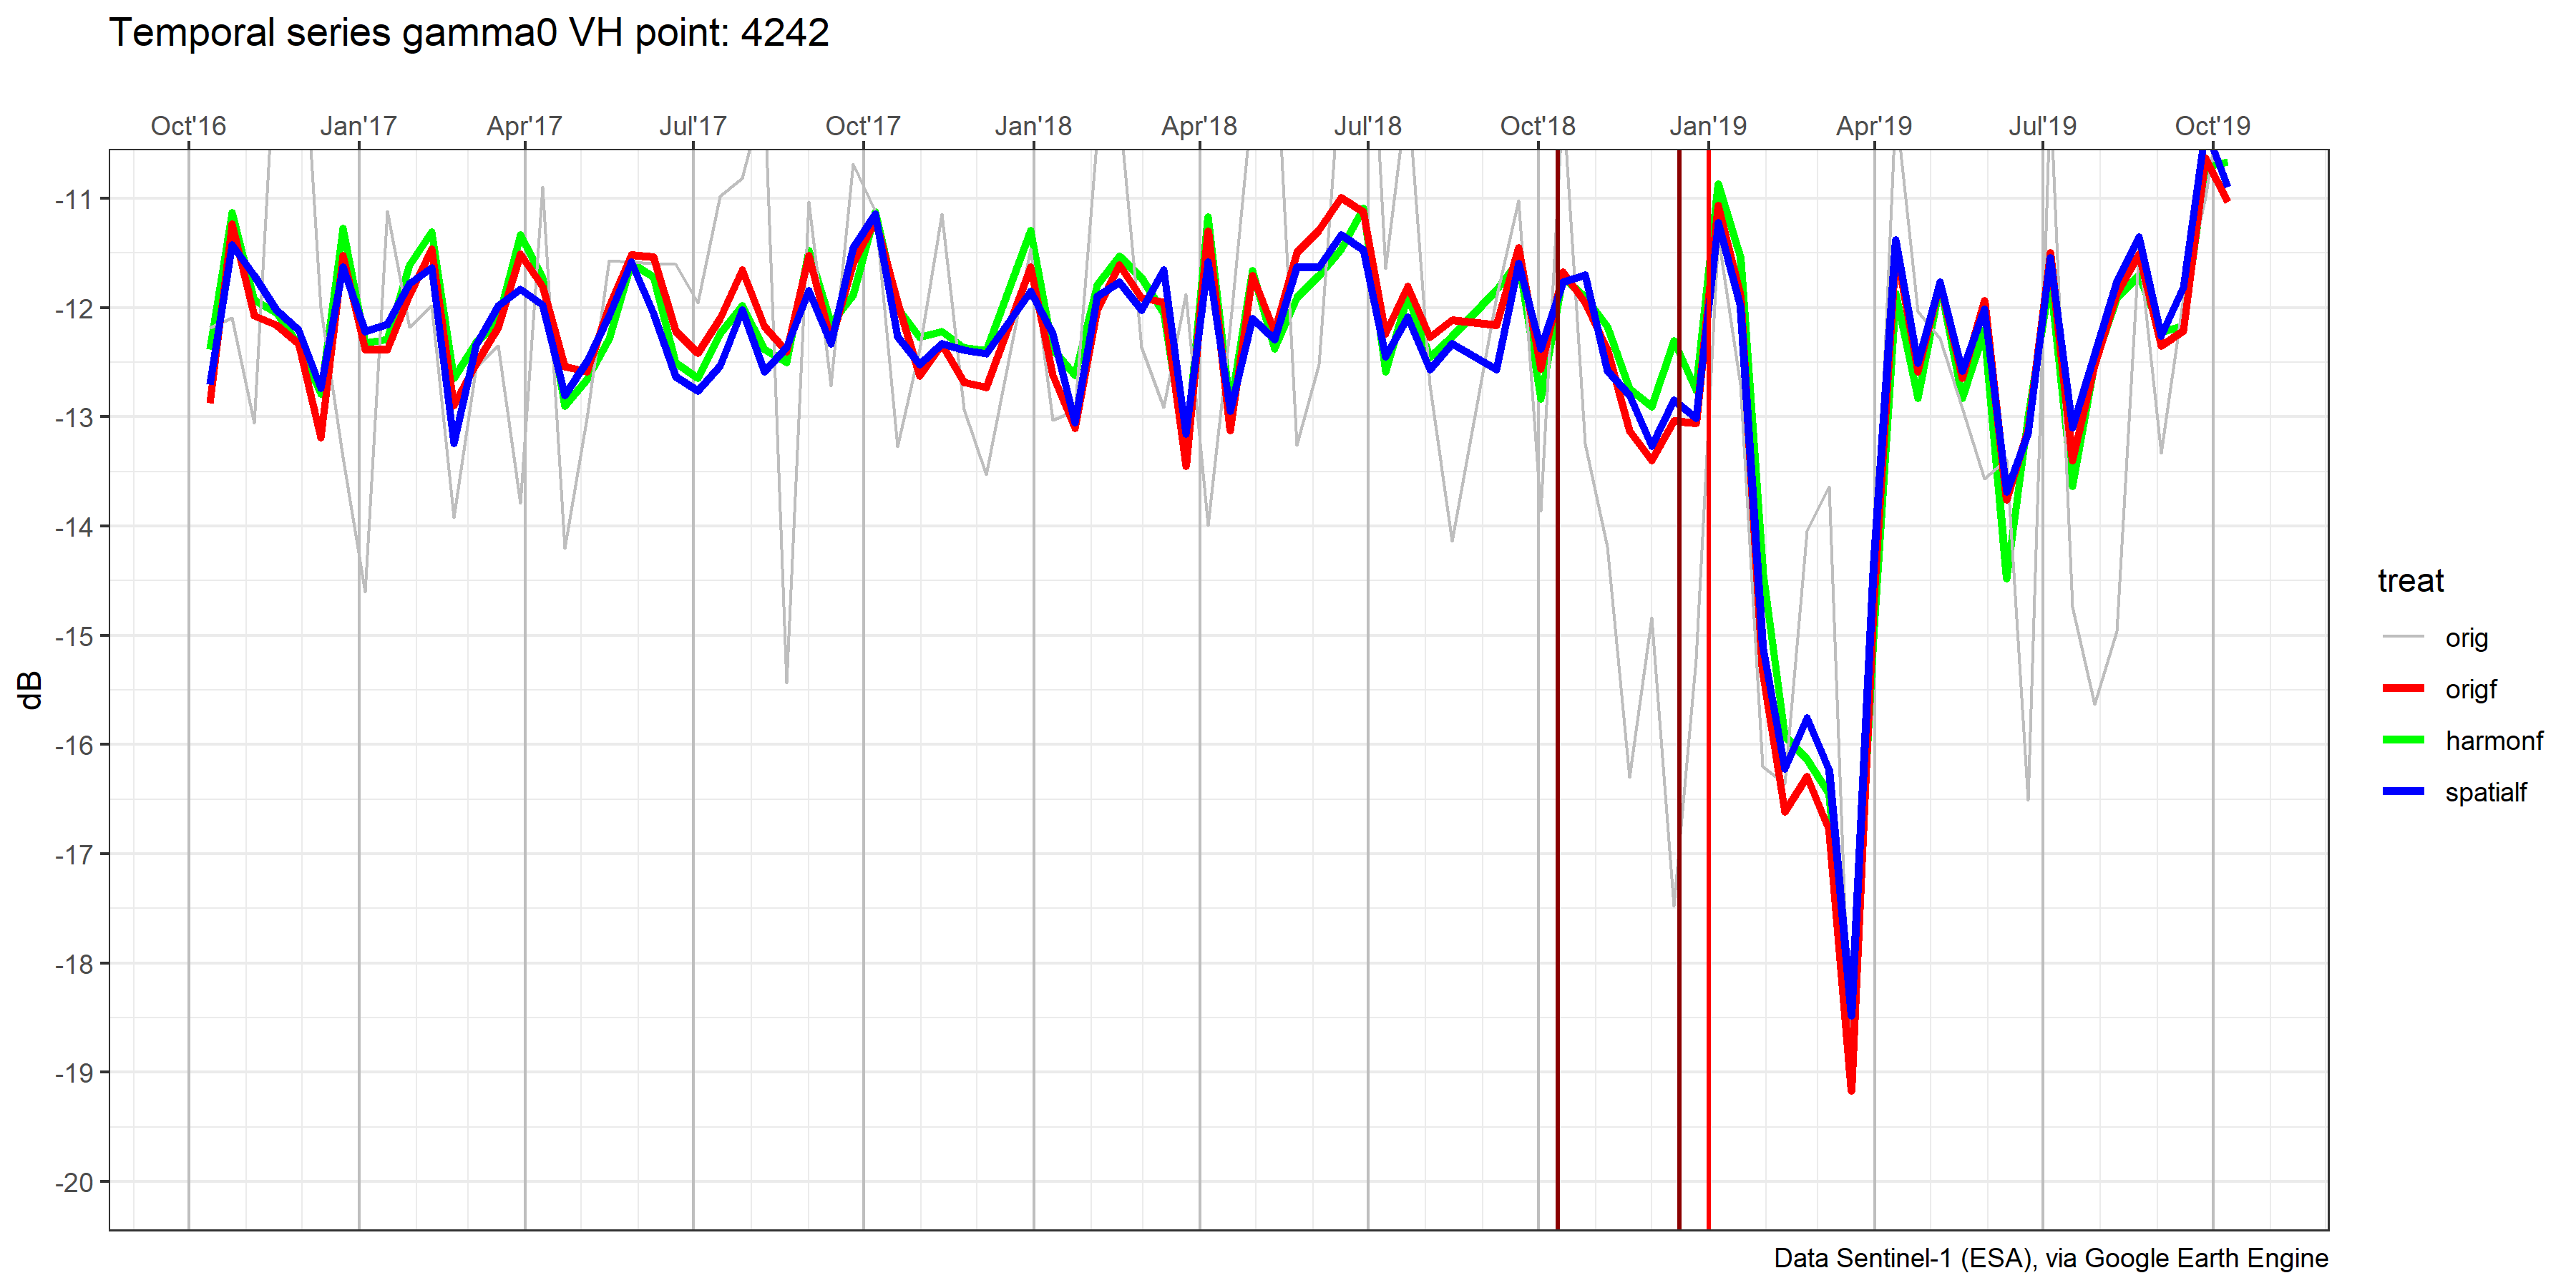 Temporal series gamma0 VH point: 4242
Oct'16 Jan'17 Apr'17 Jul'17 Oct'17 Jan'18 Apr'18 Jul'18 Oct'18 Jan'19 Apr'19 Jul'19 Oct'19
-11
-12
-13
-14
-15
-16
-17
-18
-19
-20
dB
treat
orig
origf
harmonf
spatialf
Data Sentinel-1 (ESA), via Google Earth Engine